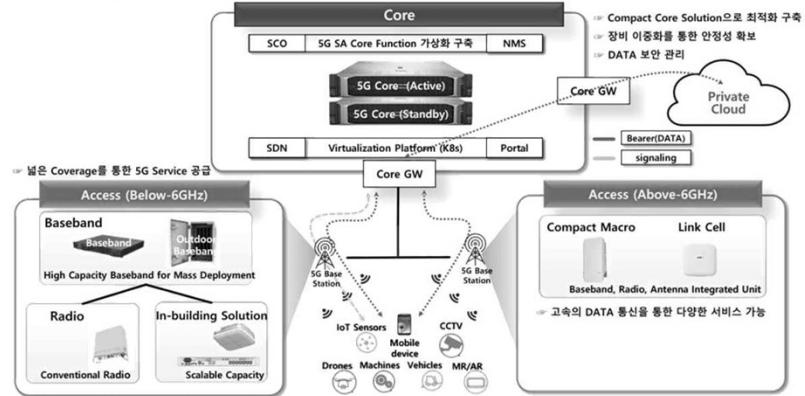 Core
☞ Compact Core Solution으로 최적화 구축
☞ 장비 이중화를 통한 안정성 확보
☞ DATA 보안 관리
SCO
5G SA Core Function 가상화 구축
NMS
5G Core (Active)
5G Core (Standby)
Core GW
Private
Cloud
SDN
Virtualization Platform (K8s)
Portal
Bearer(DATA)
signaling
Core GW
☞ 넓은 Coverage를 통한 5G Service 공급
Access (Below-6GHz)
Baseband
Baseband
Outdoor
Baseband
High Capacity Baseband for Mass Deployment
Radio
Conventional Radio
In-building Solution
Scalable Capacity
5G Base
Station
5G Base
Station
IoT Sensors
Mobile
device
CCTV
Drones
Machines
Vehicles
MR/AR
Access (Above-6GHz)
Compact Macro
Link Cell
Baseband, Radio, Antenna Integrated Unit
☞ 고속의 DATA 통신을 통한 다양한 서비스 가능